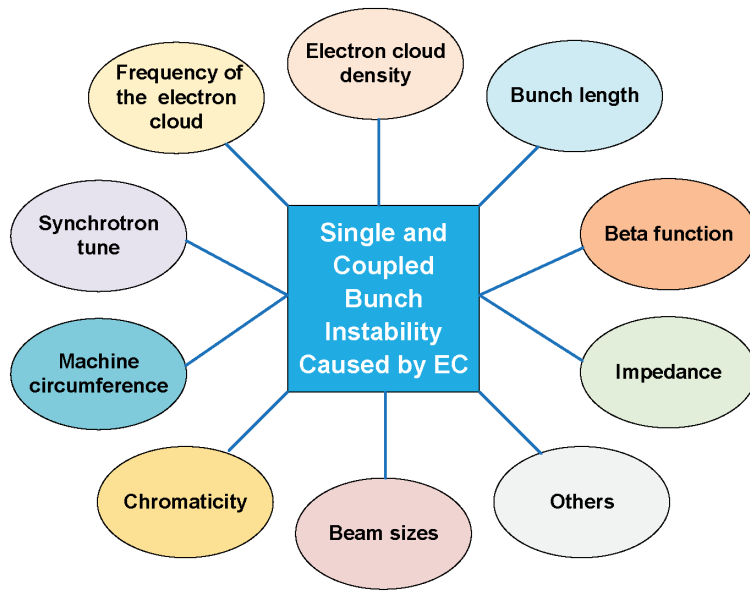 Electron cloud
density
Frequency of
the electron
cloud
Bunch length
Synchrotron
tune
Single and
Coupled
Bunch
Instability
Caused by EC
Beta function
Machine
circumference
Impedance
Chromaticity
Beam sizes
Others